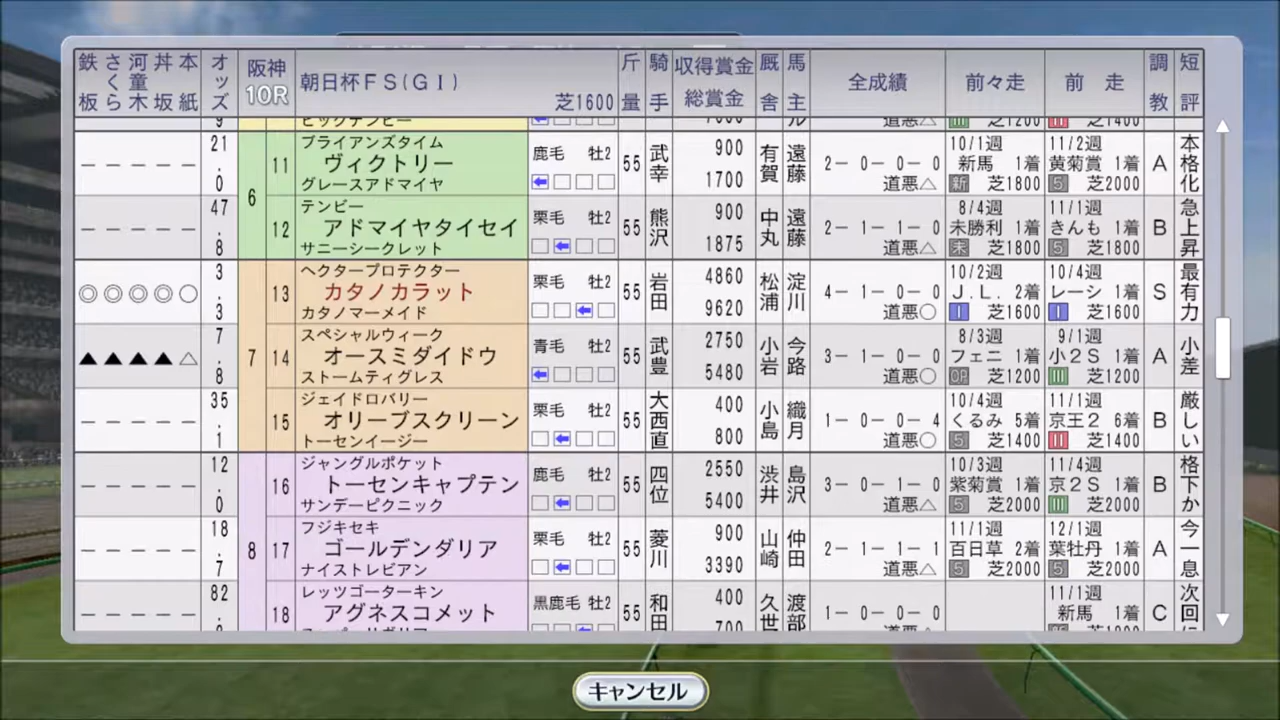 鉄板 さくら 河童木 丼坂 本紙 オッズ 阪神 10R 朝日杯FS(GI) 芝1600 斤量 騎手 収得賞金 総賞金 厩舎 馬主 全成績 前々走 前走 調教 短評
9 ビッグテンビー 7000 ル 道悪△ III 芝1200 II 芝1400
6
－－－－－ 21.0 11 ブライアンズタイム 鹿毛 牡2 55 武幸 900 有賀 遠藤 2-0-0-0 10/1週 11/2週 A 本格化
ヴィクトリー 新馬 1着 黄菊賞 1着
グレースアドマイヤ 1700 道悪△ 新 芝1800 5 芝2000
－－－－－ 47.8 12 テンビー 栗毛 牡2 55 熊沢 900 中丸 遠藤 2-1-1-0 8/4週 11/1週 B 急上昇
アドマイヤタイセイ 未勝利 1着 きんも 1着
サニーシークレット 1875 道悪△ 未 芝1800 5 芝1800
7
◎◎◎◎○ 3.3 13 ヘクタープロテクター 栗毛 牡2 55 岩田 4860 松浦 淀川 4-1-0-0 10/2週 10/4週 S 最有力
カタノカラット J.L. 2着 レーシ 1着
カタノマーメイド 9620 道悪○ I 芝1600 I 芝1600
▲▲▲▲△ 7.8 14 スペシャルウィーク 青毛 牡2 55 武豊 2750 小岩 今路 3-1-0-0 8/3週 9/1週 A 小差
オースミダイドウ フェニ 1着 小2S 1着
ストームティグレス 5480 道悪○ OP 芝1200 III 芝1200
－－－－－ 35.1 15 ジェイドロバリー 栗毛 牡2 55 大西直 400 小島 織月 1-0-0-4 10/4週 11/1週 B 厳しい
オリーブスクリーン くるみ 5着 京王2 6着
トーセンイージー 800 道悪○ 5 芝1400 II 芝1400
8
－－－－－ 12.0 16 ジャングルポケット 鹿毛 牡2 55 四位 2550 渋井 島沢 3-0-1-0 10/3週 11/4週 B 格下か
トーセンキャプテン 紫菊賞 1着 京2S 1着
サンデーピクニック 5400 道悪△ 5 芝2000 III 芝2000
－－－－－ 18.7 17 フジキセキ 栗毛 牡2 55 菱川 900 山崎 仲田 2-1-1-1 11/1週 12/1週 A 今一息
ゴールデンダリア 百日草 2着 葉牡丹 1着
ナイストレビアン 3390 道悪△ 5 芝2000 5 芝2000
－－－－－ 82. 18 レッツゴーターキン 黒鹿毛 牡2 55 和田 400 久世 渡部 1-0-0-0 11/1週 C 次回に
アグネスコメット 新馬 1着
700
キャンセル